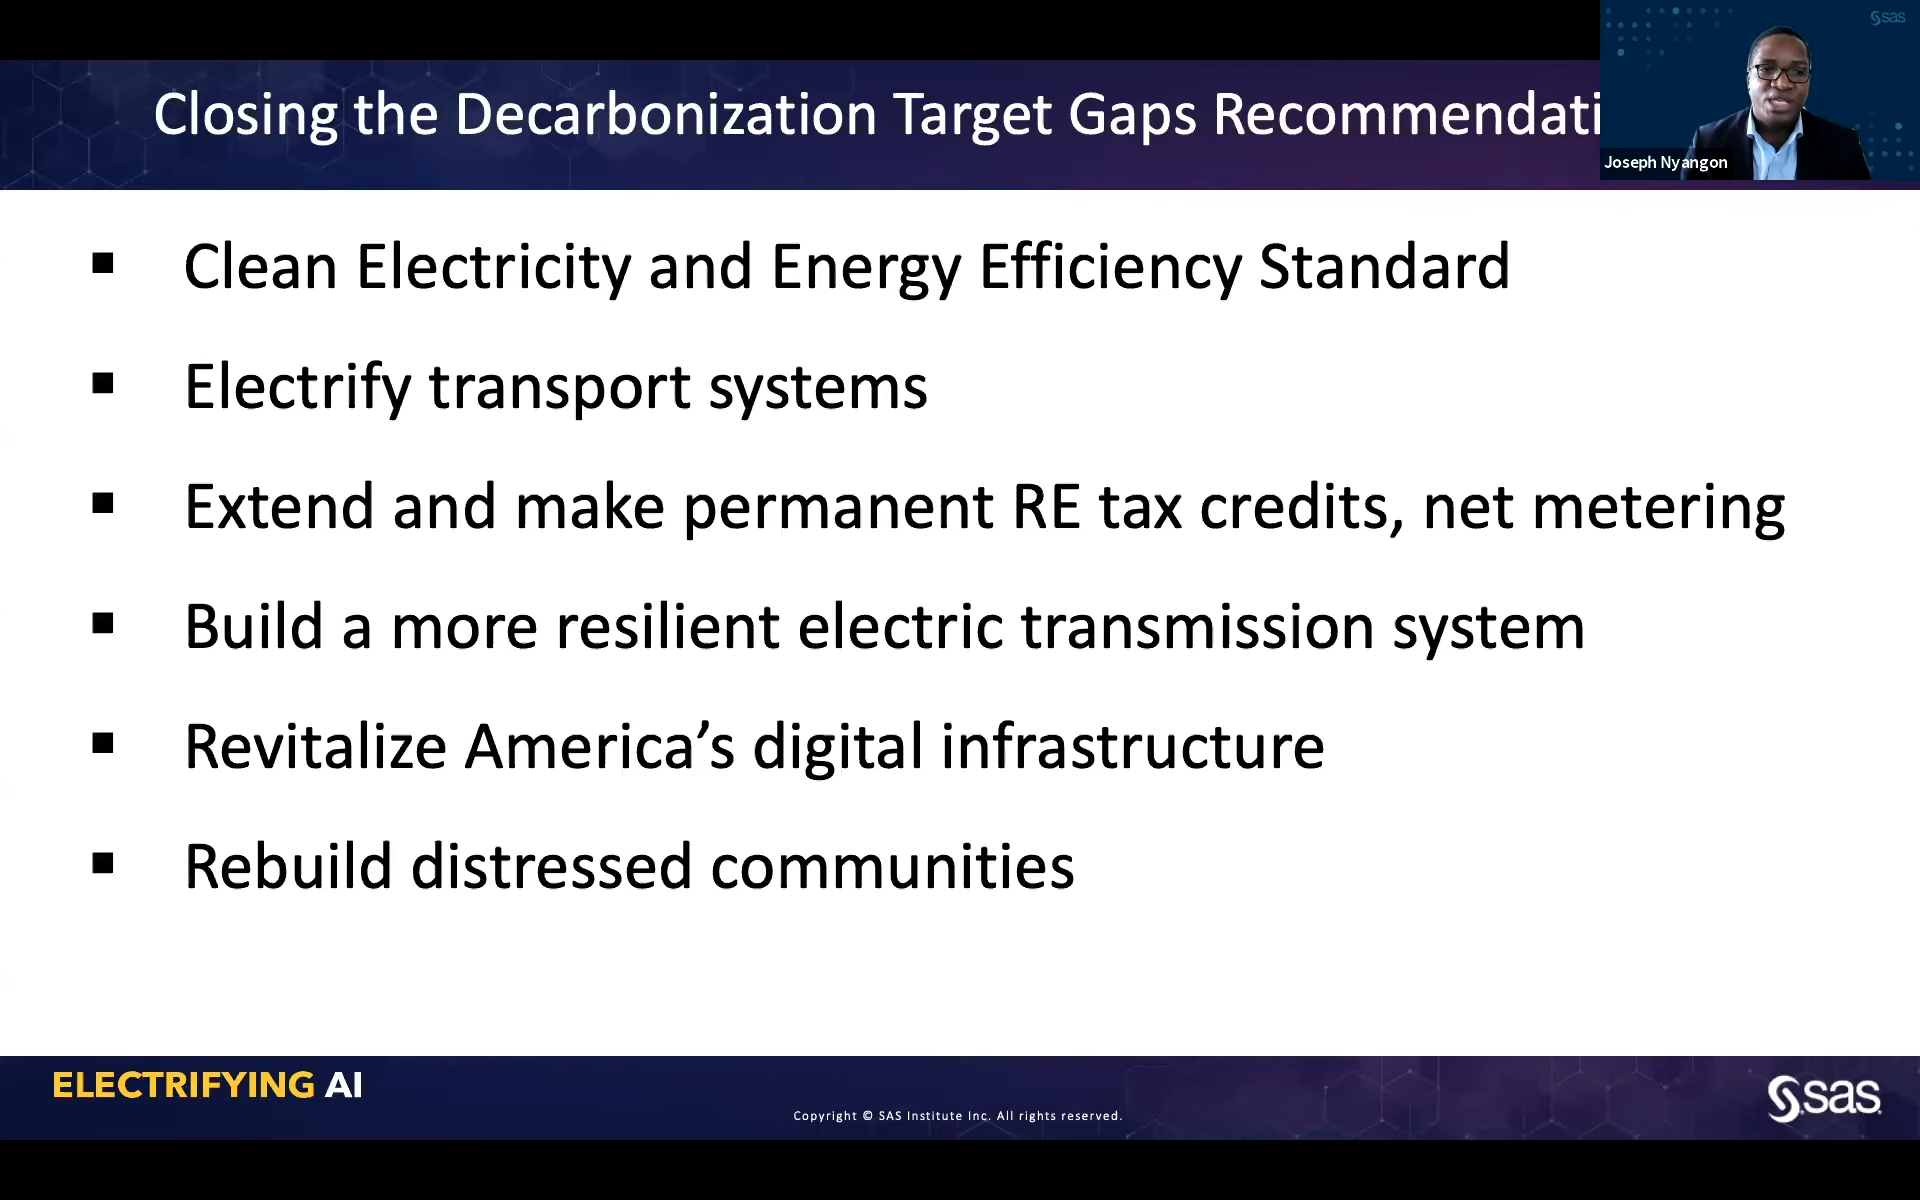 Closing the Decarbonization Target Gaps Recommendati
sas
Joseph Nyangon
▪ Clean Electricity and Energy Efficiency Standard
▪ Electrify transport systems
▪ Extend and make permanent RE tax credits, net metering
▪ Build a more resilient electric transmission system
▪ Revitalize America’s digital infrastructure
▪ Rebuild distressed communities
ELECTRIFYING AI
Copyright © SAS Institute Inc. All rights reserved.
sas